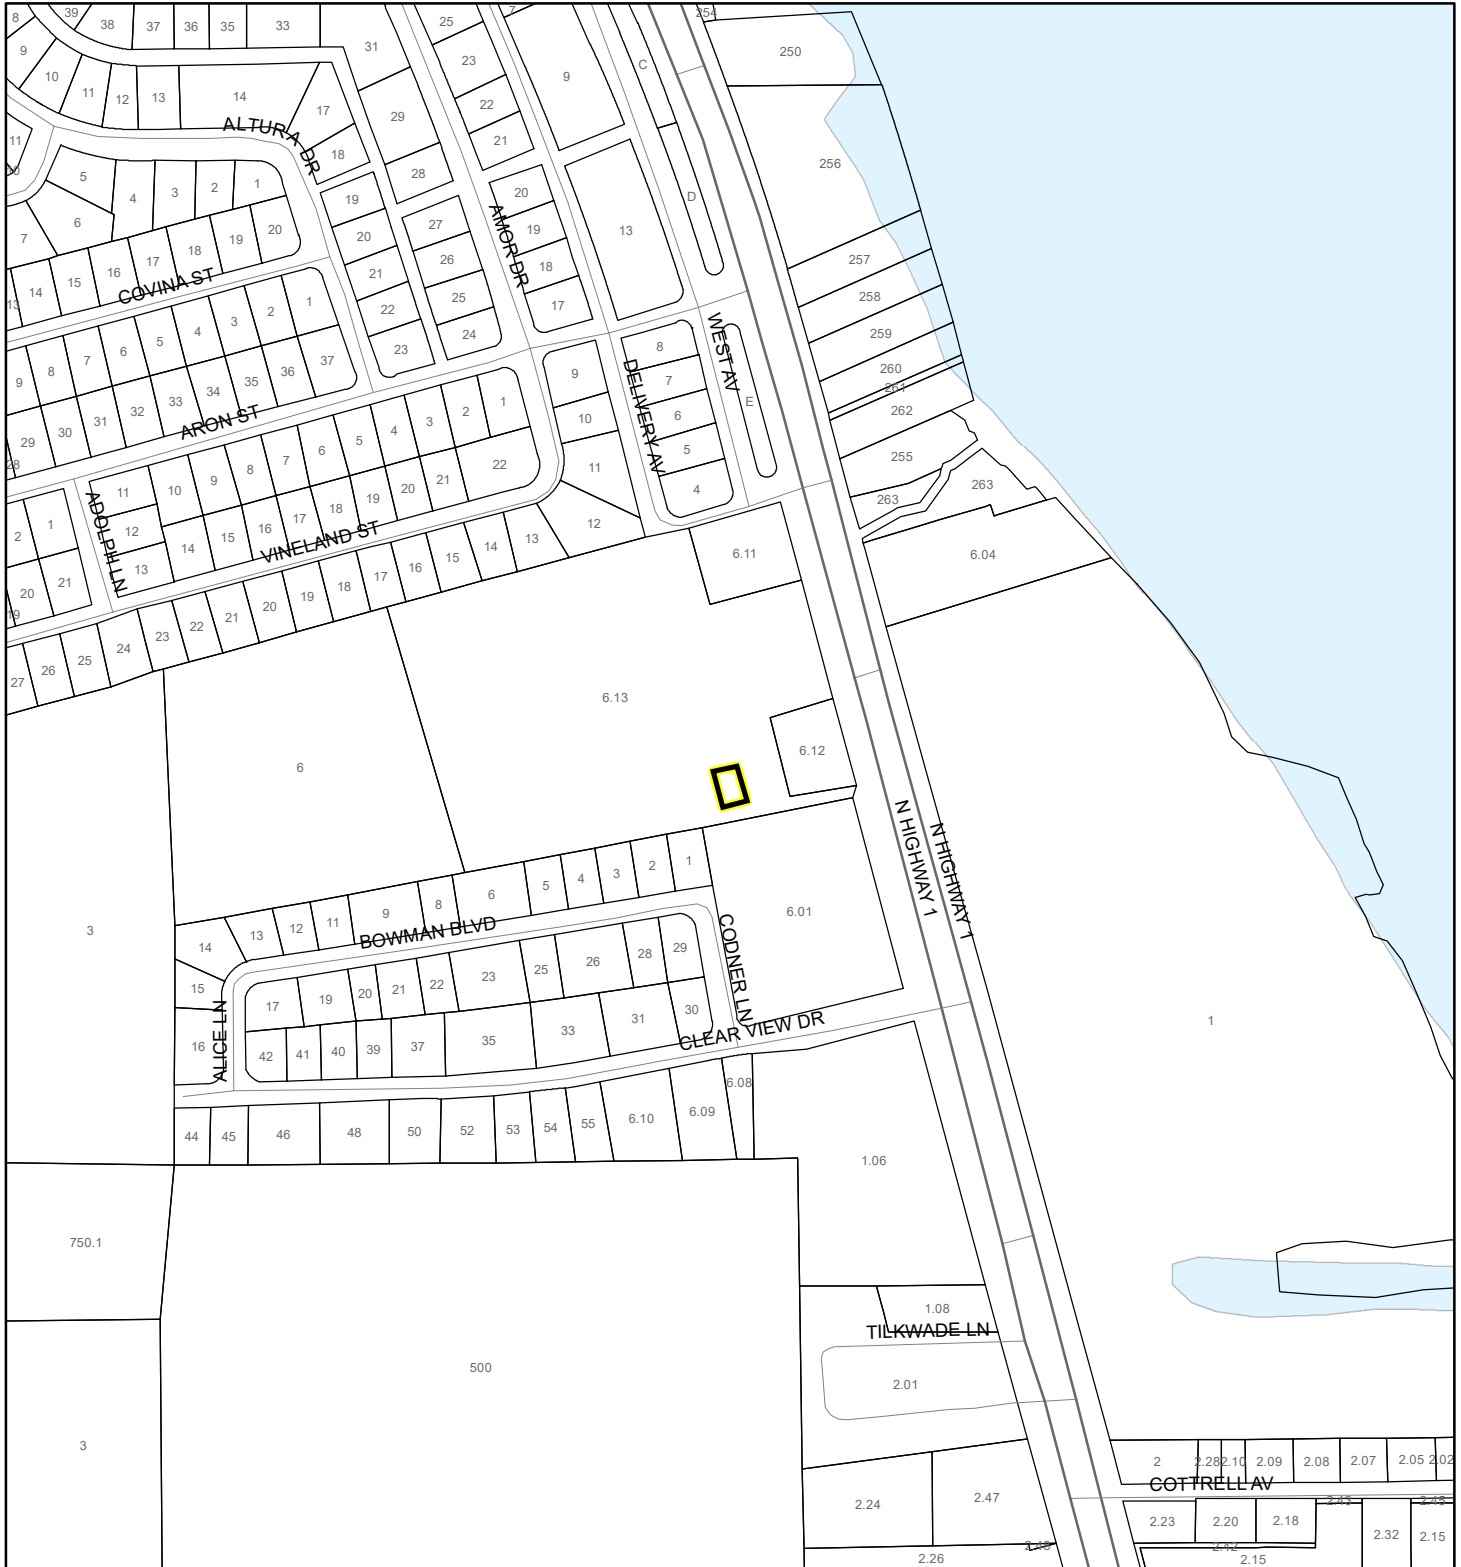 8 39 38 37 36 35 33 31 25 7 254 250
9 10 11 12 13 14 17 29 23 9 C
ALTURA DR
11 18 28 22 21 256
5 4 3 2 1 19 20 D
7 6 20 27 19 13
13 14 15 16 17 18 19 20 21 26 18 257
COVINA ST
AMOR DR
22 25 17 258
9 8 7 6 5 4 3 2 1 23 24 259
37 36 35 34 33 32 31 30 29 28
ARON ST
8 7 6 5 4
DELIVERY AV
WEST AV
E
260
261
262
255
263
263
9 10 11 12
11 10 9 8 7 6 5 4 3 2 1
12 13 14 15 16 17 18 19 20 21 22
ADOLPH LN
VINELAND ST
2 1
20 21
19
27 26 25 24 23 22 21 20 19 18 17 16 15 14 13
6.11
6.04
6.13
6
6.12
N HIGHWAY 1
N HIGHWAY 1
3
14 13 12 11 9 8 6 5 4 3 2 1
BOWMAN BLVD
6.01
15 17 19 20 21 22 23 25 26 28 29
CODNER LN
16 42 41 40 39 37 35 33 31 30
ALICE LN
CLEAR VIEW DR
1
44 45 46 48 50 52 53 54 55 6.10 6.09 6.08
1.06
750.1
1.08
TILKWADE LN
500
2.01
3
2 2.28 2.10 2.09 2.08 2.07 2.05 2.02
COTTRELL AV
2.24 2.47
2.23 2.20 2.18 2.43 2.32 2.15
2.26
2.15